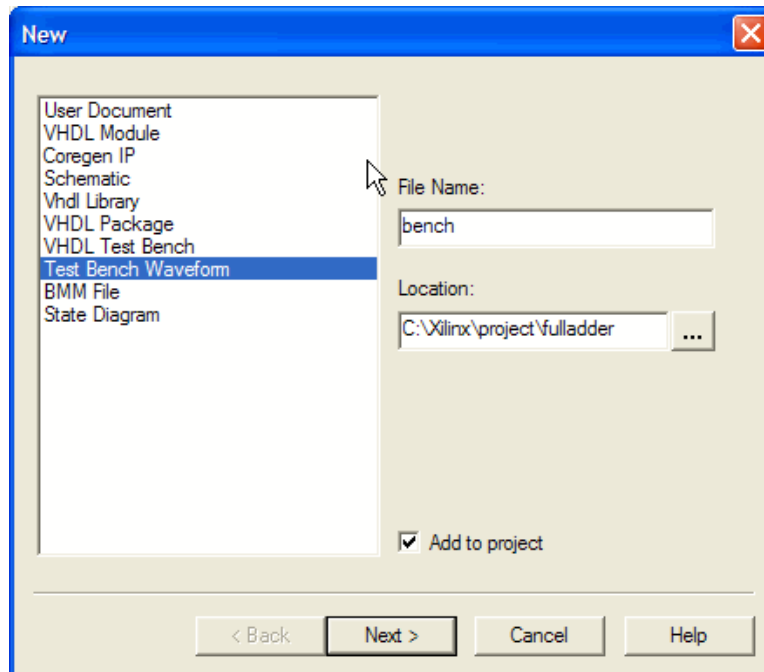 New
User Document
VHDL Module
Coregen IP
Schematic
Vhdl Library
VHDL Package
VHDL Test Bench
Test Bench Waveform
BMM File
State Diagram
File Name:
bench
Location:
C:\Xilinx\project\fulladder
...
Add to project
< Back
Next >
Cancel
Help